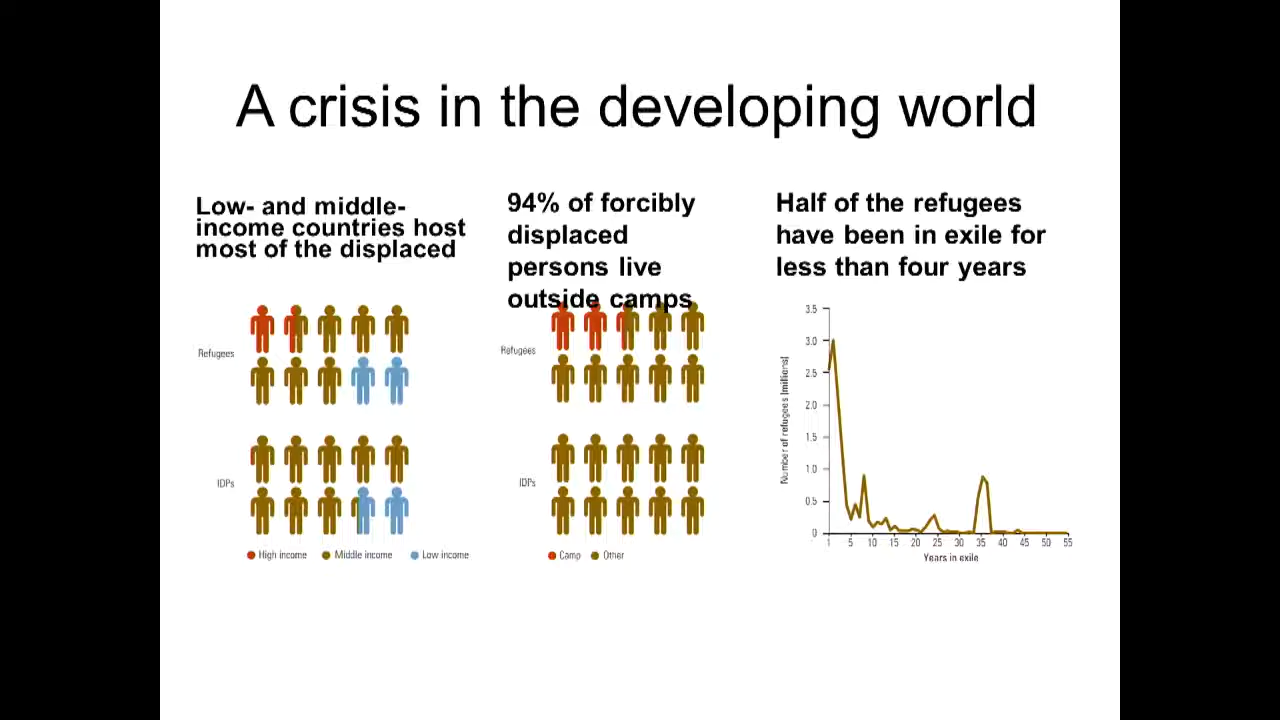 A crisis in the developing world
Low- and middle-
income countries host
most of the displaced
Refugees
IDPs
High income
Middle income
Low income
94% of forcibly
displaced
persons live
outside camps
Refugees
IDPs
Camp
Other
Half of the refugees
have been in exile for
less than four years
Number of refugees (millions)
3.5
3.0
2.5
2.0
1.5
1.0
0.5
0
1 5 10 15 20 25 30 35 40 45 50 55
Years in exile